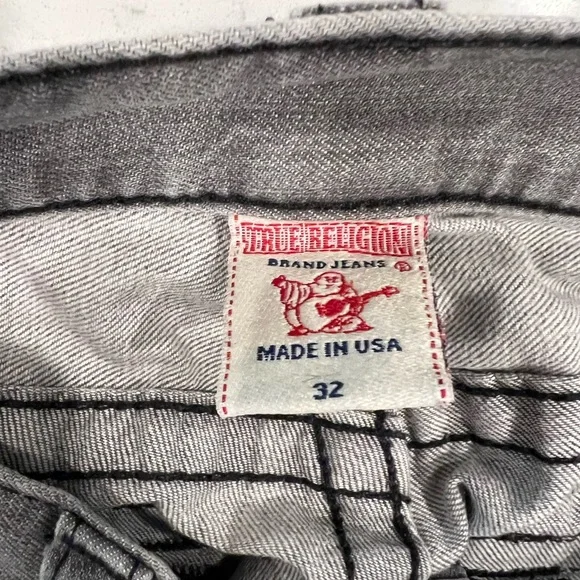 TRUE RELIGION
BRAND JEANS ®
MADE IN USA
32